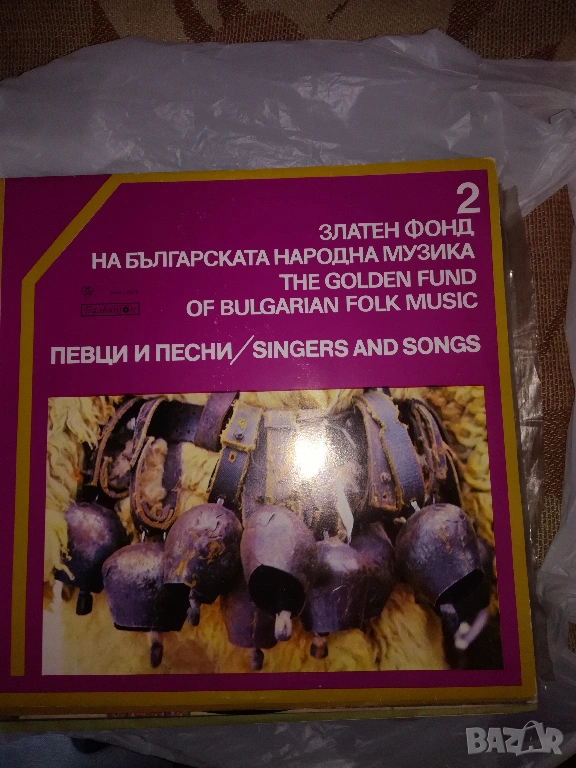 2
ЗЛАТЕН ФОНД
НА БЪЛГАРСКАТА НАРОДНА МУЗИКА
THE GOLDEN FUND
OF BULGARIAN FOLK MUSIC
ПЕВЦИ И ПЕСНИ / SINGERS AND SONGS
BAZAR